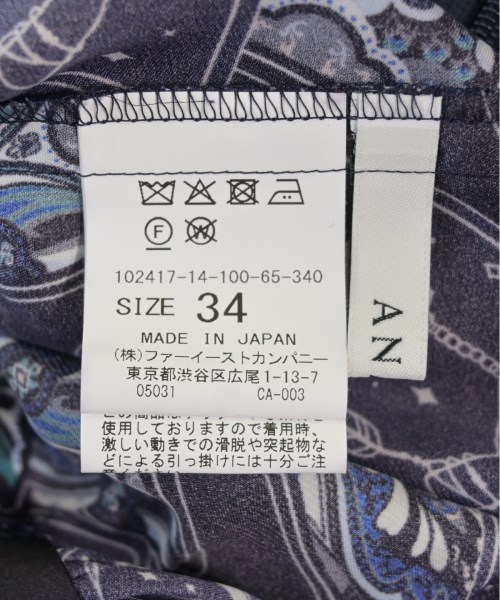 F
W
102417-14-100-65-340
SIZE 34
MADE IN JAPAN
(株)ファーイーストカンパニー
東京都渋谷区広尾1-13-7
05031 CA-003
使用しておりますので着用時、
激しい動きでの滑脱や突起物な
どによる引っ掛けには十分ご注
AN